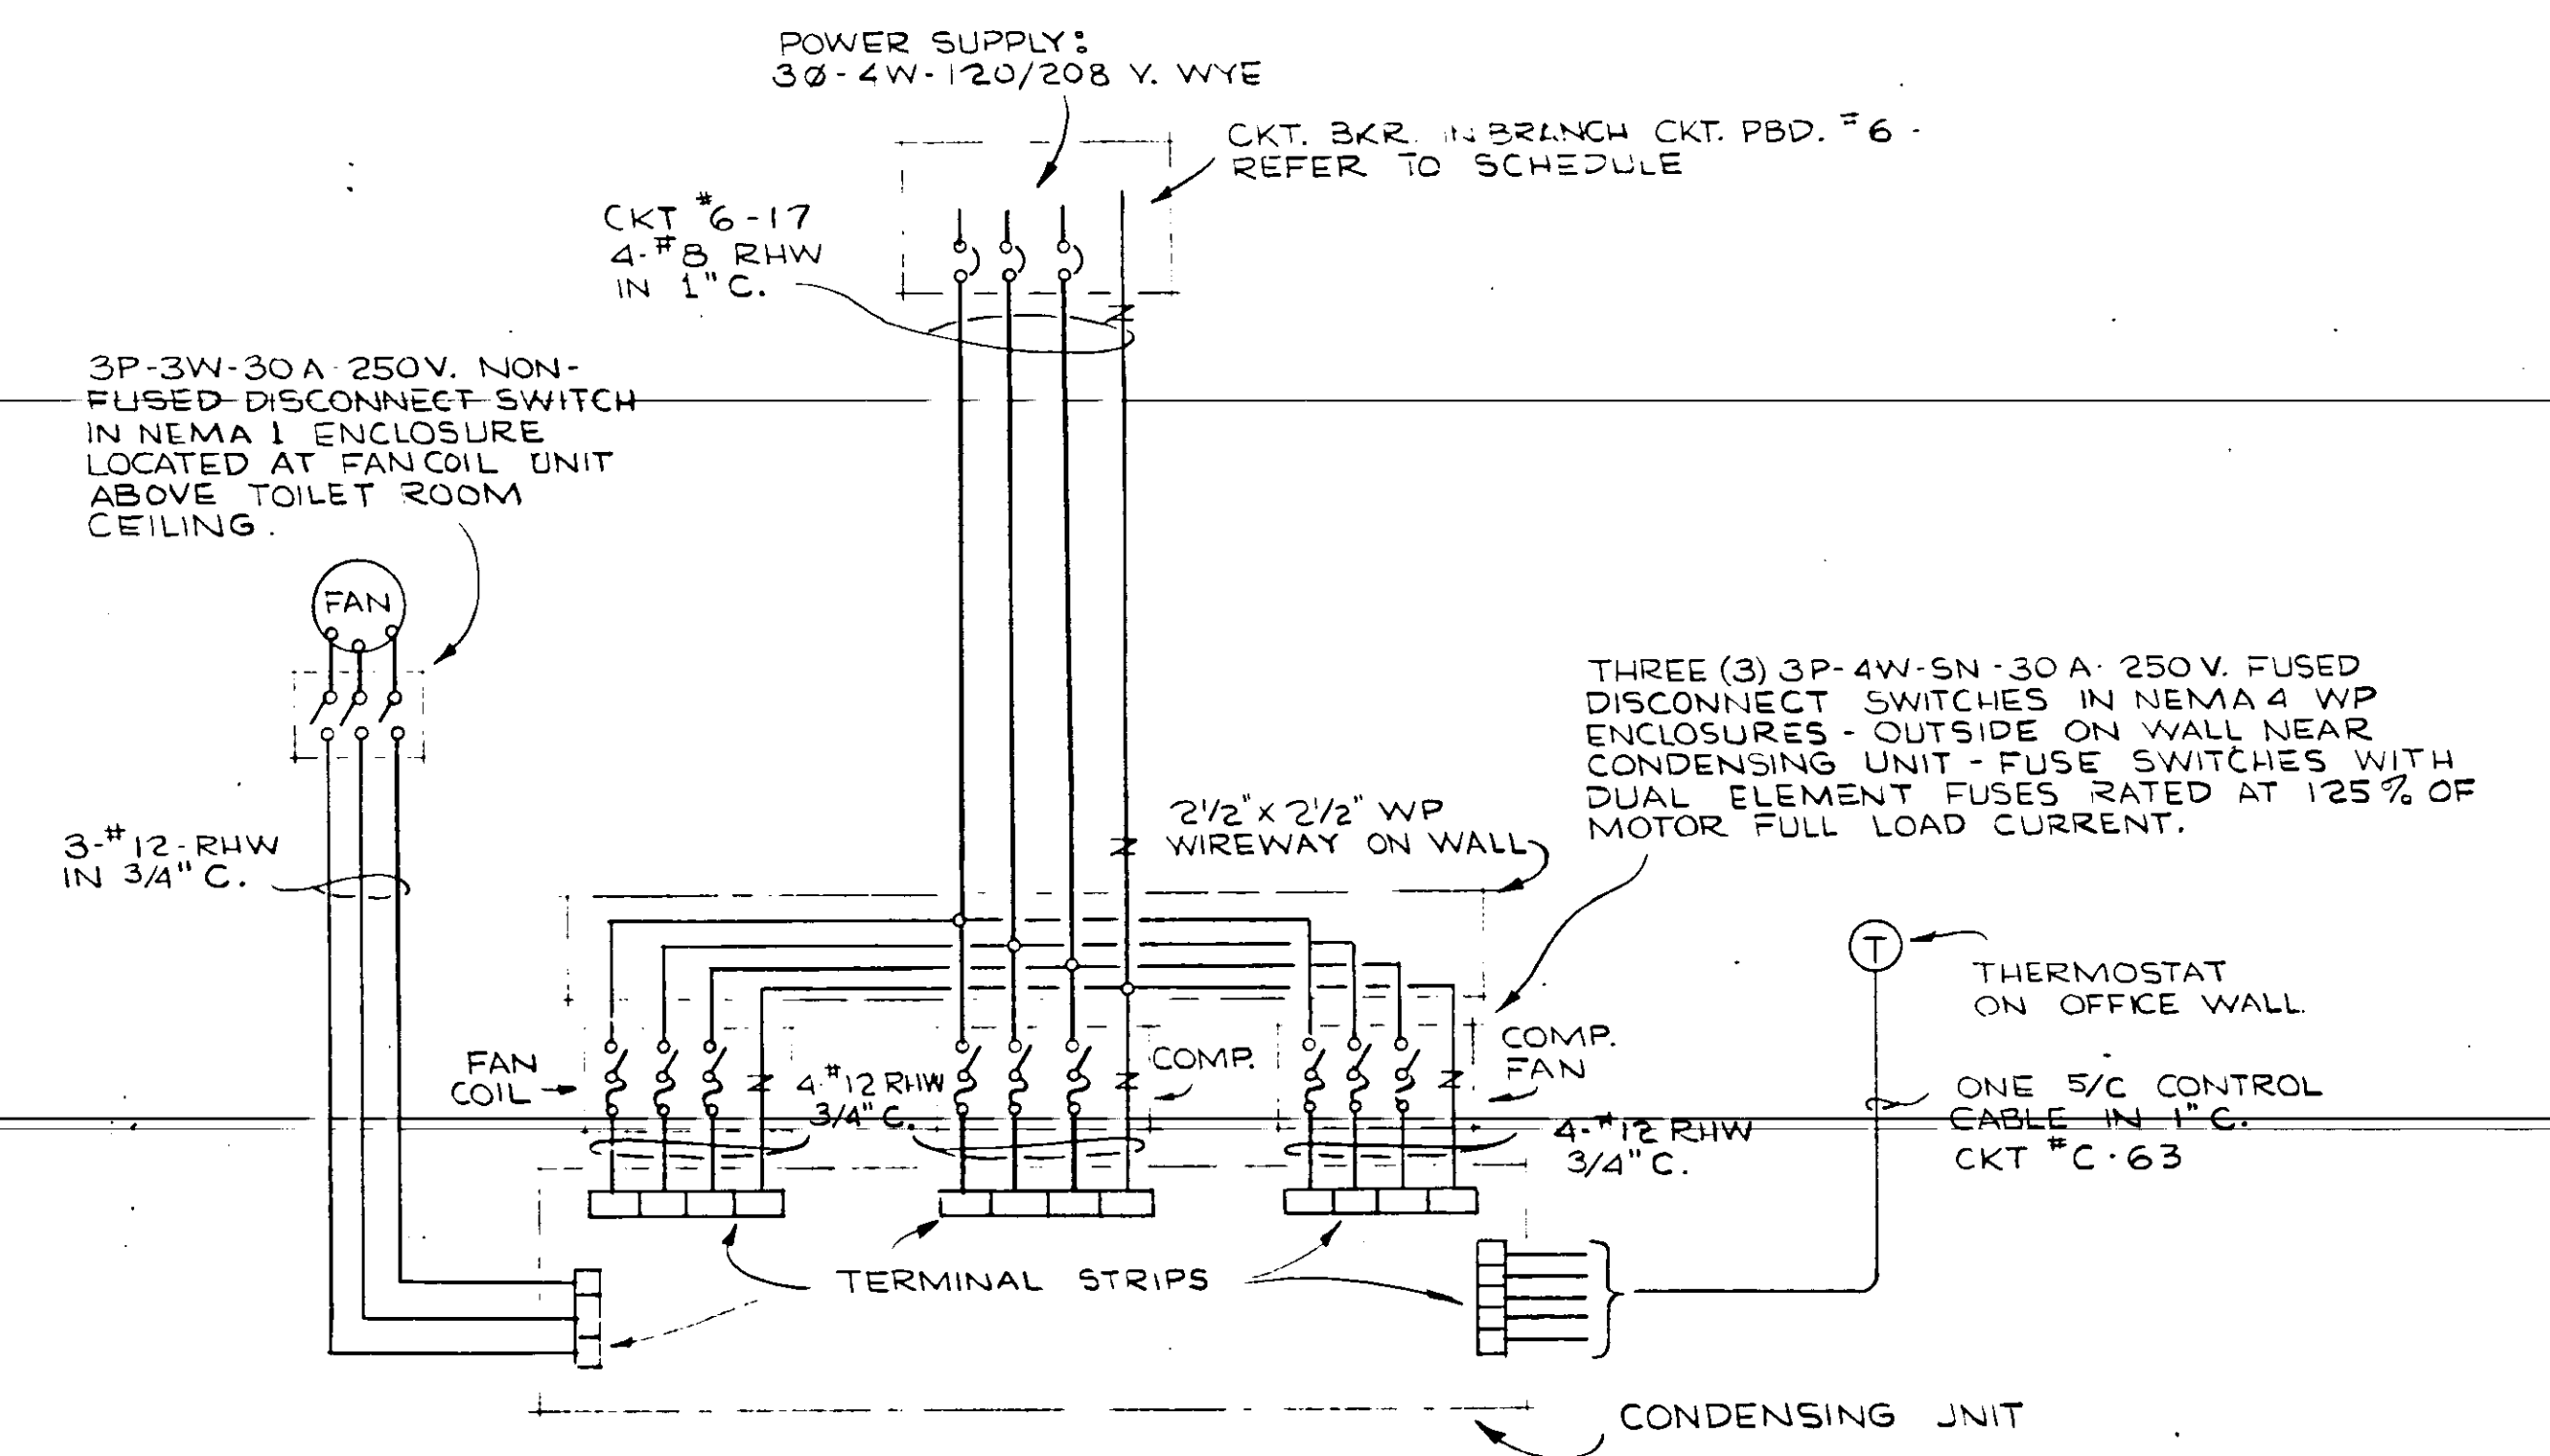 POWER SUPPLY:
3Ø-4W-120/208 V. WYE
CKT. BKR. IN BRANCH CKT. PBD. #6 -
REFER TO SCHEDULE
CKT #6-17
4-#8 RHW
IN 1" C.
3P-3W-30A-250V. NON-
FUSED DISCONNECT SWITCH
IN NEMA 1 ENCLOSURE
LOCATED AT FAN COIL UNIT
ABOVE TOILET ROOM
CEILING.
FAN
3-#12-RHW
IN 3/4" C.
THREE (3) 3P-4W-SN-30A-250V. FUSED
DISCONNECT SWITCHES IN NEMA 4 WP
ENCLOSURES - OUTSIDE ON WALL NEAR
CONDENSING UNIT - FUSE SWITCHES WITH
DUAL ELEMENT FUSES RATED AT 125% OF
MOTOR FULL LOAD CURRENT.
2 1/2" x 2 1/2" WP
WIREWAY ON WALL
T
THERMOSTAT
ON OFFICE WALL.
FAN
COIL
4-#12 RHW
3/4" C.
COMP.
COMP.
FAN
4-#12 RHW
3/4" C.
ONE 5/C CONTROL
CABLE IN 1" C.
CKT #C-63
TERMINAL STRIPS
CONDENSING UNIT